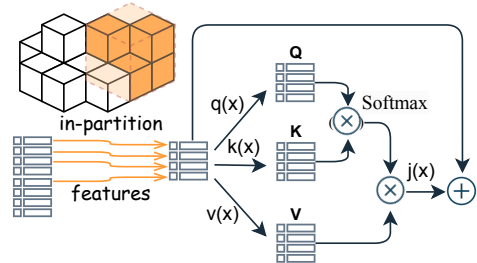 Q
q(x)
Softmax
in-partition
K
k(x)
features
j(x)
v(x)
V